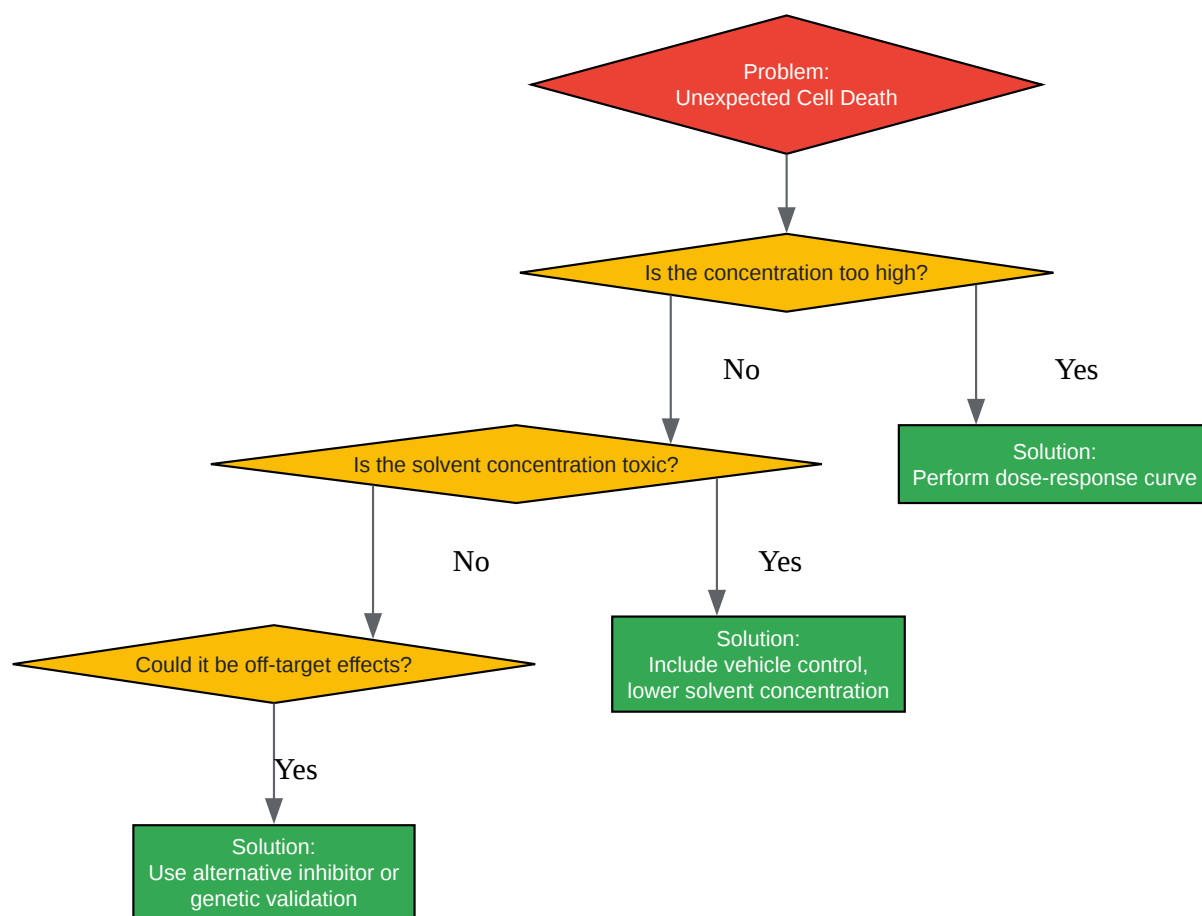 Problem:
Unexpected Cell Death
Is the concentration too high?
No
Yes
Solution:
Perform dose-response curve
Is the solvent concentration toxic?
No
Yes
Solution:
Include vehicle control,
lower solvent concentration
Could it be off-target effects?
Yes
Solution:
Use alternative inhibitor or
genetic validation